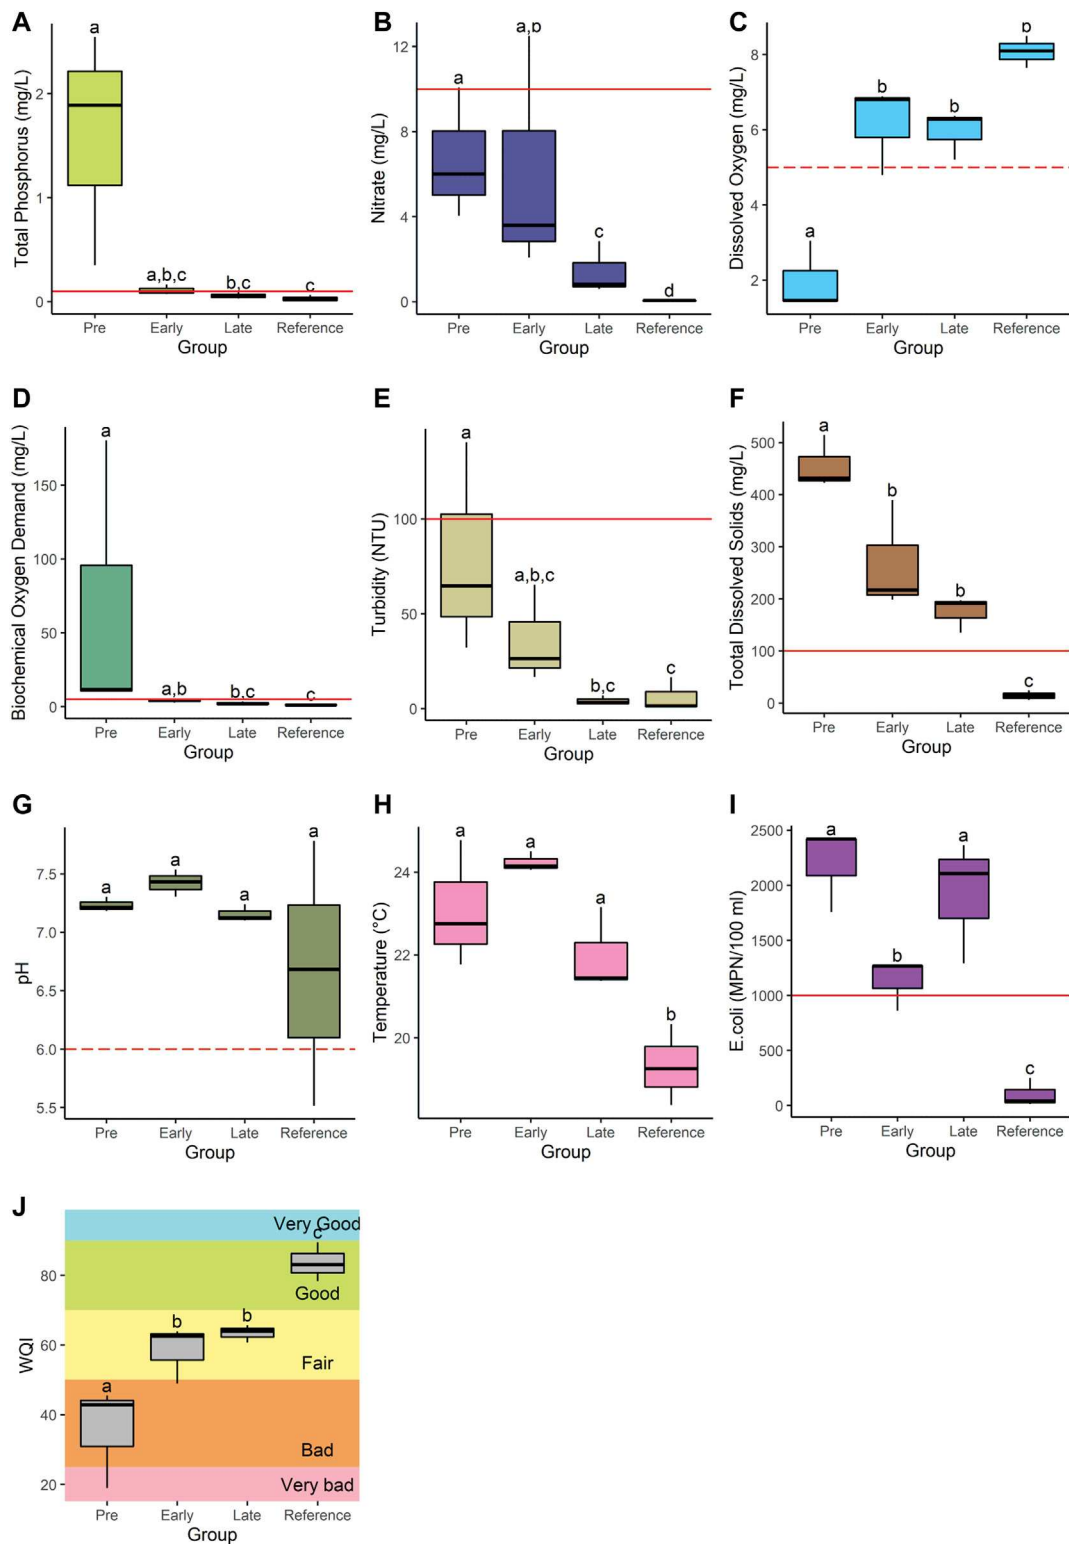 A
Total Phosphorus (mg/L)
2
1
0
a
a,b,c
b,c
c
Pre Early Late Reference
Group
B
Nitrate (mg/L)
12
8
4
0
a
a,b
c
d
Pre Early Late Reference
Group
C
Dissolved Oxygen (mg/L)
8
6
4
2
a
b
b
b
Pre Early Late Reference
Group
D
Biochemical Oxygen Demand (mg/L)
150
100
50
0
a
a,b
b,c
c
Pre Early Late Reference
Group
E
Turbidity (NTU)
100
50
0
a
a,b,c
b,c
c
Pre Early Late Reference
Group
F
Tootal Dissolved Solids (mg/L)
500
400
300
200
100
0
a
b
b
c
Pre Early Late Reference
Group
G
pH
7.5
7.0
6.5
6.0
5.5
a
a
a
a
Pre Early Late Reference
Group
H
Temperature (°C)
24
22
20
a
a
a
b
Pre Early Late Reference
Group
I
E.coli (MPN/100 ml)
2500
2000
1500
1000
500
0
a
b
a
c
Pre Early Late Reference
Group
J
WQI
80
60
40
20
Very Good
c
Good
b
b
Fair
a
Bad
Very bad
Pre Early Late Reference
Group